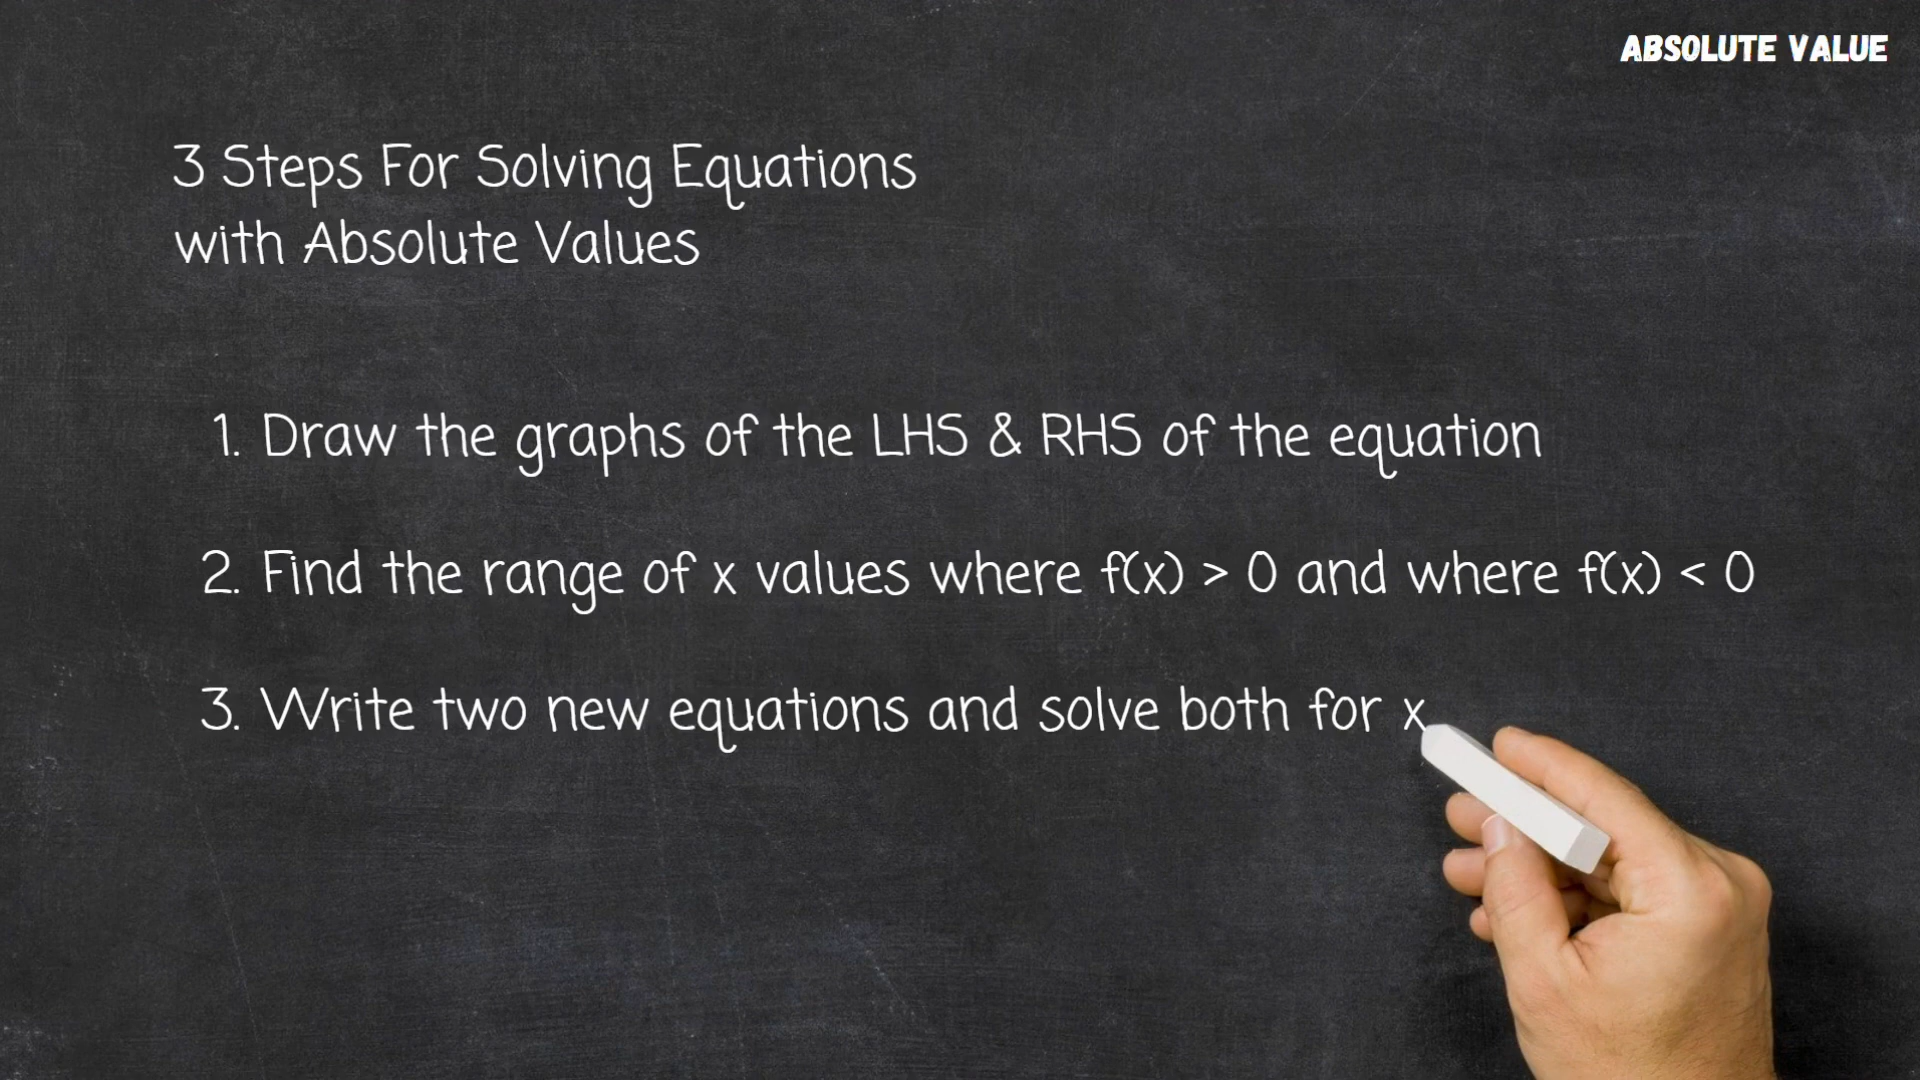 ABSOLUTE VALUE
3 Steps For Solving Equations
with Absolute Values
1. Draw the graphs of the LHS & RHS of the equation
2. Find the range of x values where f(x) > 0 and where f(x) < 0
3. Write two new equations and solve both for x